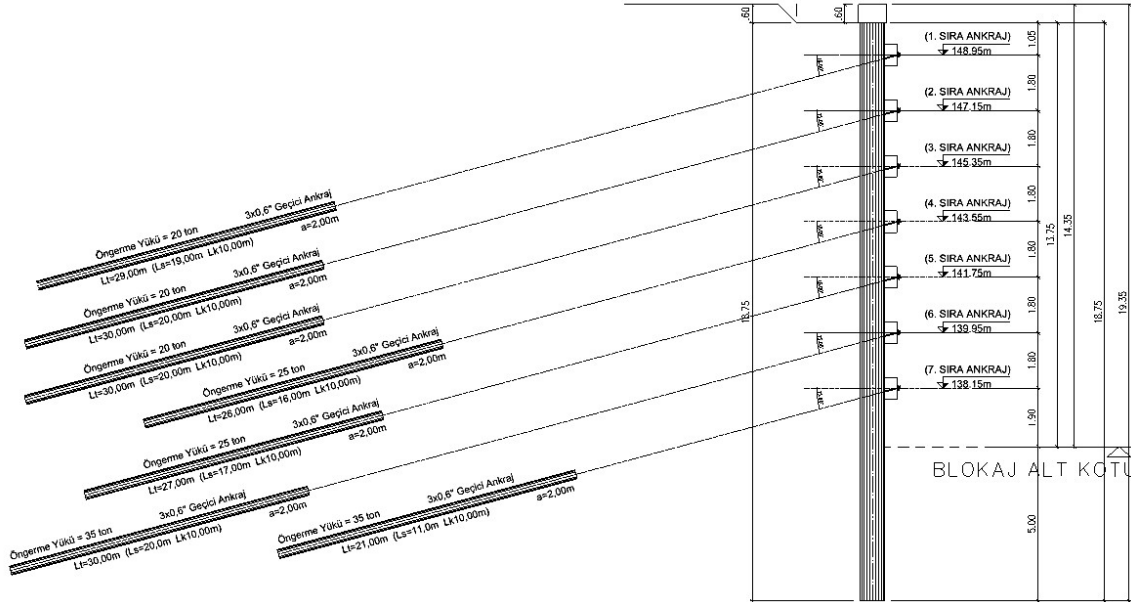 .60
.60
(1. SIRA ANKRAJ)
148.95m
1.05
(2. SIRA ANKRAJ)
147.15m
1.80
(3. SIRA ANKRAJ)
145.35m
1.80
(4. SIRA ANKRAJ)
143.55m
1.80
(5. SIRA ANKRAJ)
141.75m
1.80
(6. SIRA ANKRAJ)
139.95m
1.80
(7. SIRA ANKRAJ)
138.15m
1.80
1.90
5.00
13.75
14.35
18.75
19.35
18.75
BLOKAJ ALT KOTU
3x0,6" Geçici Ankraj
Öngerme Yükü = 20 ton
a=2,00m
Lt=29,00m (Ls=19,00m Lk10,00m)
3x0,6" Geçici Ankraj
Öngerme Yükü = 20 ton
a=2,00m
Lt=30,00m (Ls=20,00m Lk10,00m)
3x0,6" Geçici Ankraj
Öngerme Yükü = 20 ton
a=2,00m
Lt=30,00m (Ls=20,00m Lk10,00m)
3x0,6" Geçici Ankraj
Öngerme Yükü = 25 ton
a=2,00m
Lt=26,00m (Ls=16,00m Lk10,00m)
3x0,6" Geçici Ankraj
Öngerme Yükü = 25 ton
a=2,00m
Lt=27,00m (Ls=17,00m Lk10,00m)
3x0,6" Geçici Ankraj
Öngerme Yükü = 35 ton
a=2,00m
Lt=30,00m (Ls=20,0m Lk10,00m)
3x0,6" Geçici Ankraj
Öngerme Yükü = 35 ton
a=2,00m
Lt=21,00m (Ls=11,0m Lk10,00m)